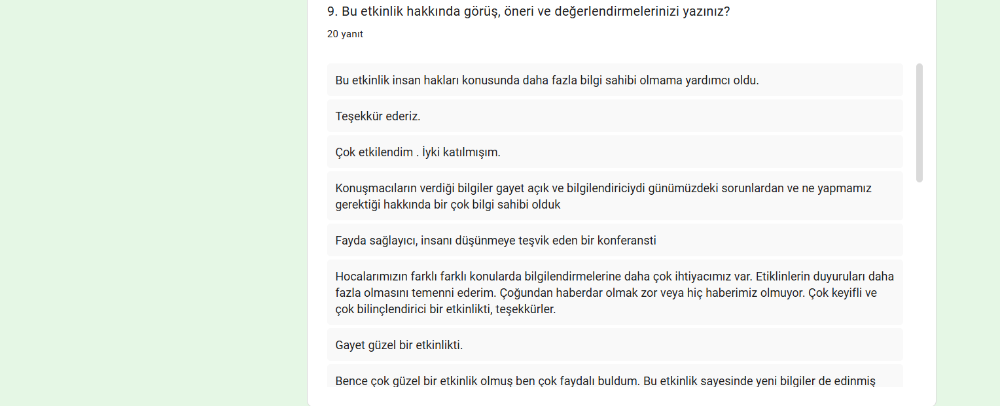 9. Bu etkinlik hakkında görüş, öneri ve değerlendirmelerinizi yazınız?
20 yanıt
Bu etkinlik insan hakları konusunda daha fazla bilgi sahibi olmama yardımcı oldu.
Teşekkür ederiz.
Çok etkilendim . İyki katılmışım.
Konuşmacıların verdiği bilgiler gayet açık ve bilgilendiriciydi günümüzdeki sorunlardan ve ne yapmamız
gerektiği hakkında bir çok bilgi sahibi olduk
Fayda sağlayıcı, insanı düşünmeye teşvik eden bir konferansti
Hocalarımızın farklı farklı konularda bilgilendirmelerine daha çok ihtiyacımız var. Etiklinlerin duyuruları daha
fazla olmasını temenni ederim. Çoğundan haberdar olmak zor veya hiç haberimiz olmuyor. Çok keyifli ve
çok bilinçlendirici bir etkinlikti, teşekkürler.
Gayet güzel bir etkinlikti.
Bence çok güzel bir etkinlik olmuş ben çok faydalı buldum. Bu etkinlik sayesinde yeni bilgiler de edinmiş